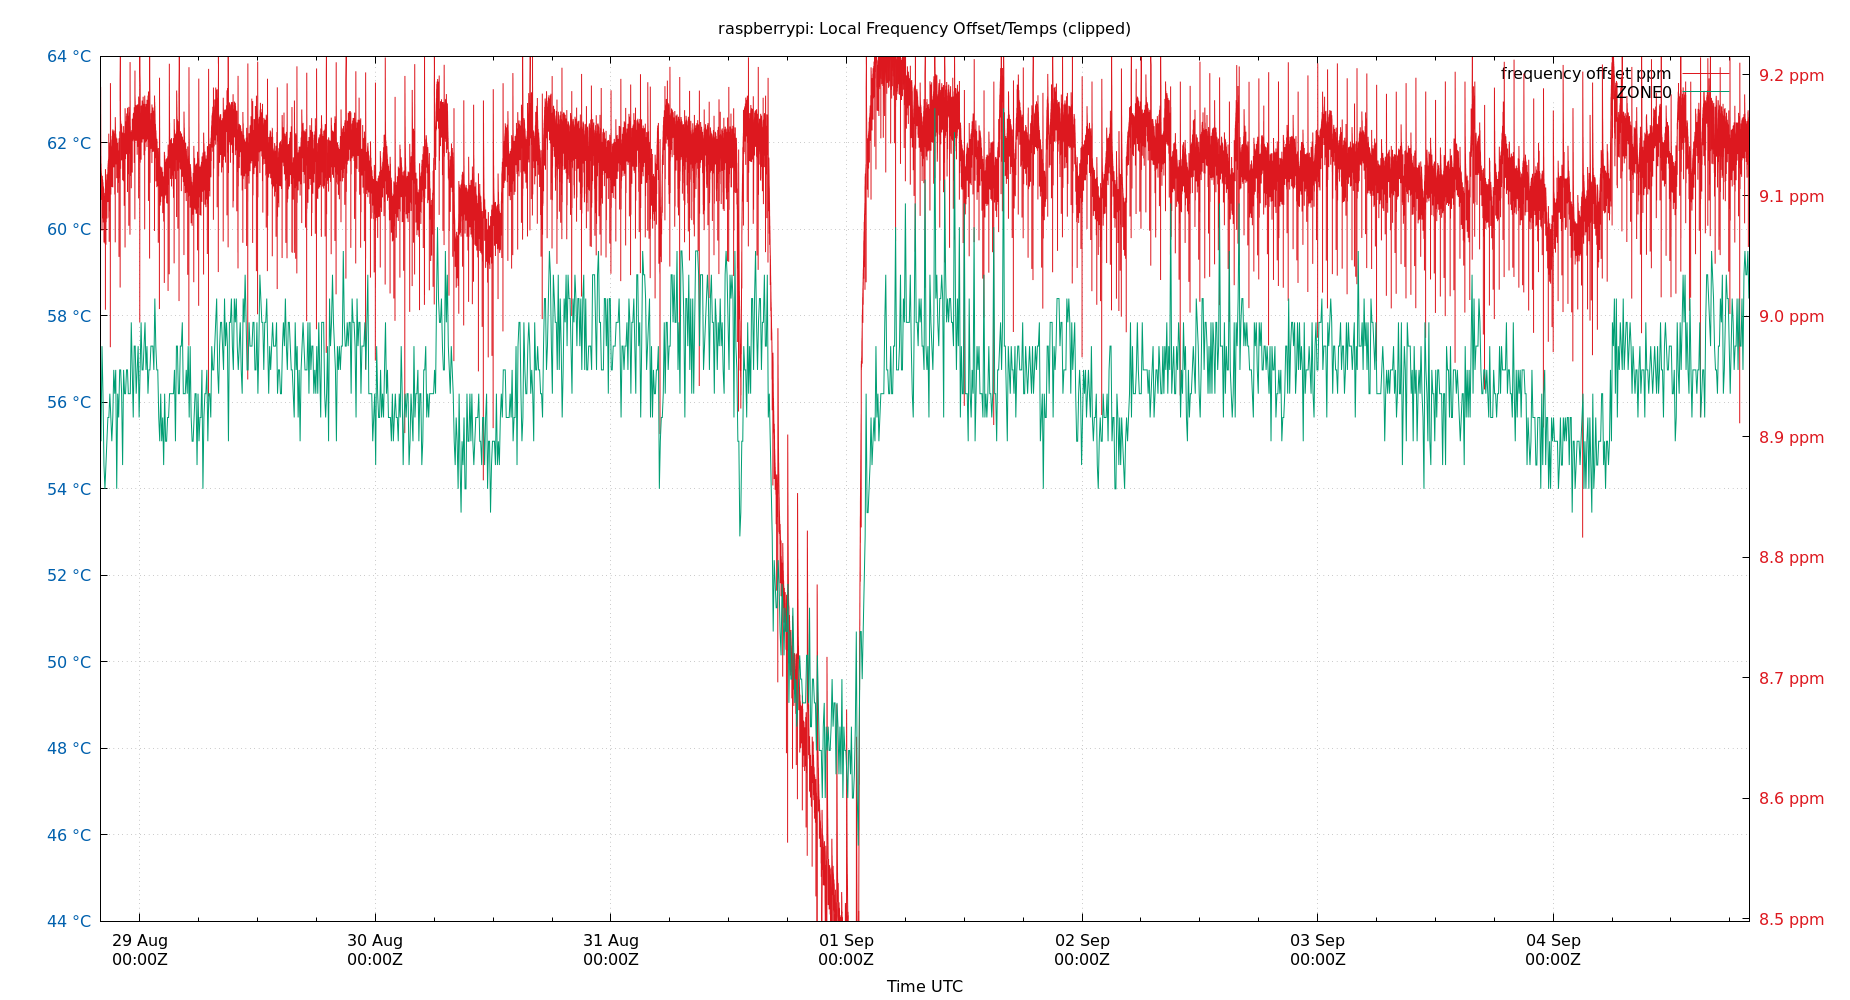 raspberrypi: Local Frequency Offset/Temps (clipped)
64 °C
62 °C
60 °C
58 °C
56 °C
54 °C
52 °C
50 °C
48 °C
46 °C
44 °C
frequency offset ppm
ZONE0
9.2 ppm
9.1 ppm
9.0 ppm
8.9 ppm
8.8 ppm
8.7 ppm
8.6 ppm
8.5 ppm
29 Aug 30 Aug 31 Aug 01 Sep 02 Sep 03 Sep 04 Sep
00:00Z 00:00Z 00:00Z 00:00Z 00:00Z 00:00Z 00:00Z
Time UTC